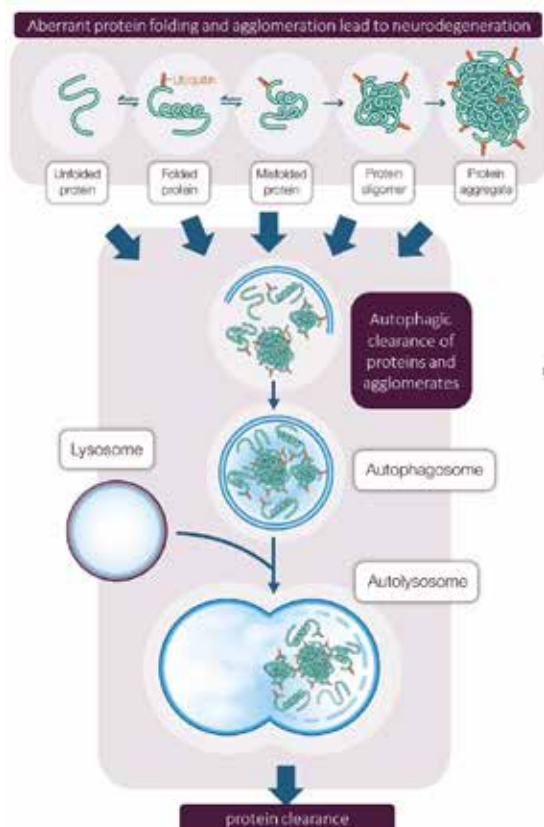 Aberrant protein folding and agglomeration lead to neurodegeneration
Ubiquitin
Unfolded
protein
Folded
protein
Misfolded
protein
Protein
oligomer
Protein
aggregate
Autophagic
clearance of
proteins and
agglomerates
Lysosome
Autophagosome
Autolysosome
protein clearance